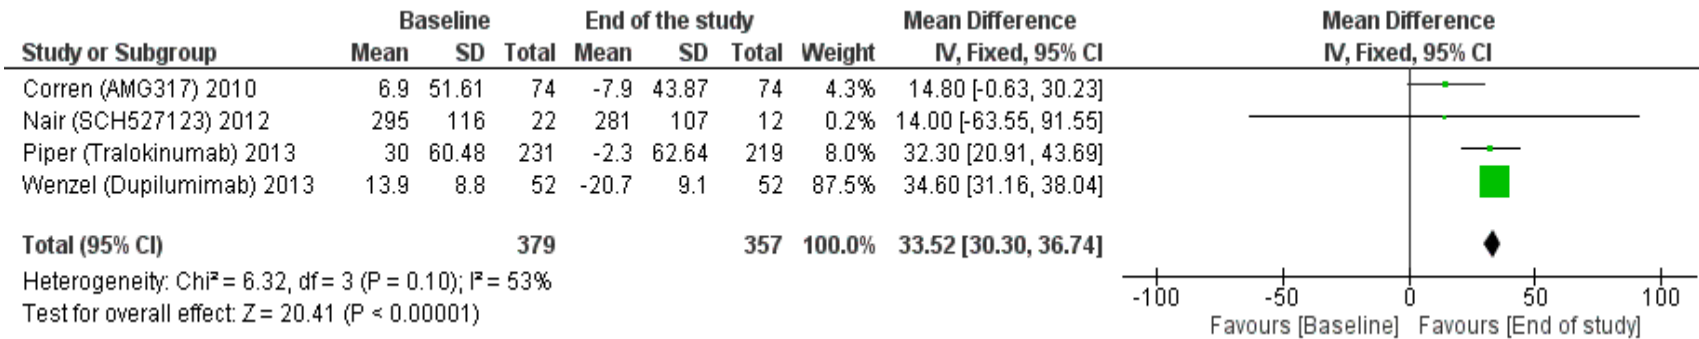 Baseline End of the study Mean Difference Mean Difference
Study or Subgroup Mean SD Total Mean SD Total Weight IV, Fixed, 95% CI IV, Fixed, 95% CI
Corren (AMG317) 2010 6.9 51.61 74 -7.9 43.87 74 4.3% 14.80 [-0.63, 30.23]
Nair (SCH527123) 2012 295 116 22 281 107 12 0.2% 14.00 [-63.55, 91.55]
Piper (Tralokinumab) 2013 30 60.48 231 -2.3 62.64 219 8.0% 32.30 [20.91, 43.69]
Wenzel (Dupilumimab) 2013 13.9 8.8 52 -20.7 9.1 52 87.5% 34.60 [31.16, 38.04]
Total (95% CI) 379 357 100.0% 33.52 [30.30, 36.74]
Heterogeneity: Chi² = 6.32, df = 3 (P = 0.10); I² = 53%
Test for overall effect: Z = 20.41 (P < 0.00001)
-100 -50 0 50 100
Favours [Baseline] Favours [End of study]